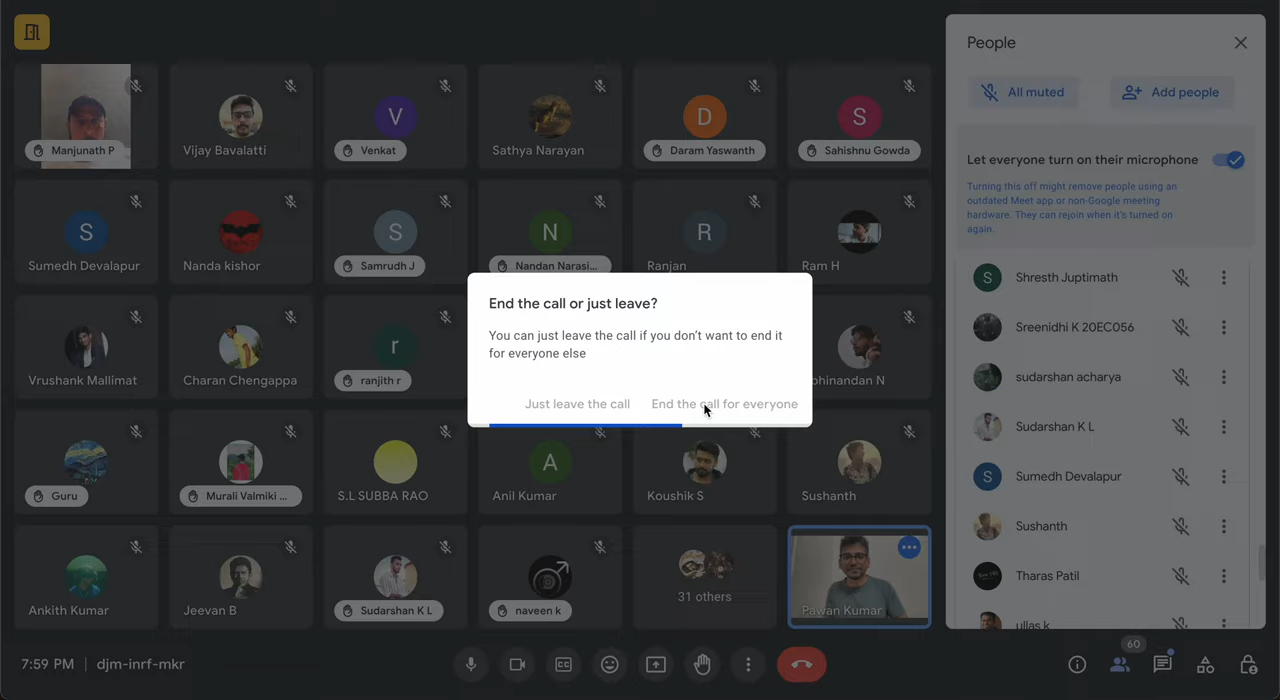 People
All muted
Add people
Manjunath P
Vijay Bavalatti
V
Venkat
Sathya Narayan
D
Daram Yaswanth
S
Sahishnu Gowda
Let everyone turn on their microphone
Turning this off might remove people using an
outdated Meet app or non-Google meeting
hardware. They can rejoin when it's turned on
again.
S
Sumedh Devalapur
Nanda kishor
S
Samrudh J
N
Nandan Narasi...
R
Ranjan
Ram H
End the call or just leave?
You can just leave the call if you don't want to end it
for everyone else
Just leave the call
End the call for everyone
Vrushank Mallimat
Charan Chengappa
r
ranjith r
bhinandan N
Guru
Murali Valmiki ...
S.L SUBBA RAO
A
Anil Kumar
Koushik S
Sushanth
Ankith Kumar
Jeevan B
Sudarshan K L
naveen k
31 others
Pawan Kumar
S
Shresth Juptimath
Sreenidhi K 20EC056
sudarshan acharya
Sudarshan K L
S
Sumedh Devalapur
Sushanth
Tharas Patil
ullas k
7:59 PM | djm-inrf-mkr
CC
60